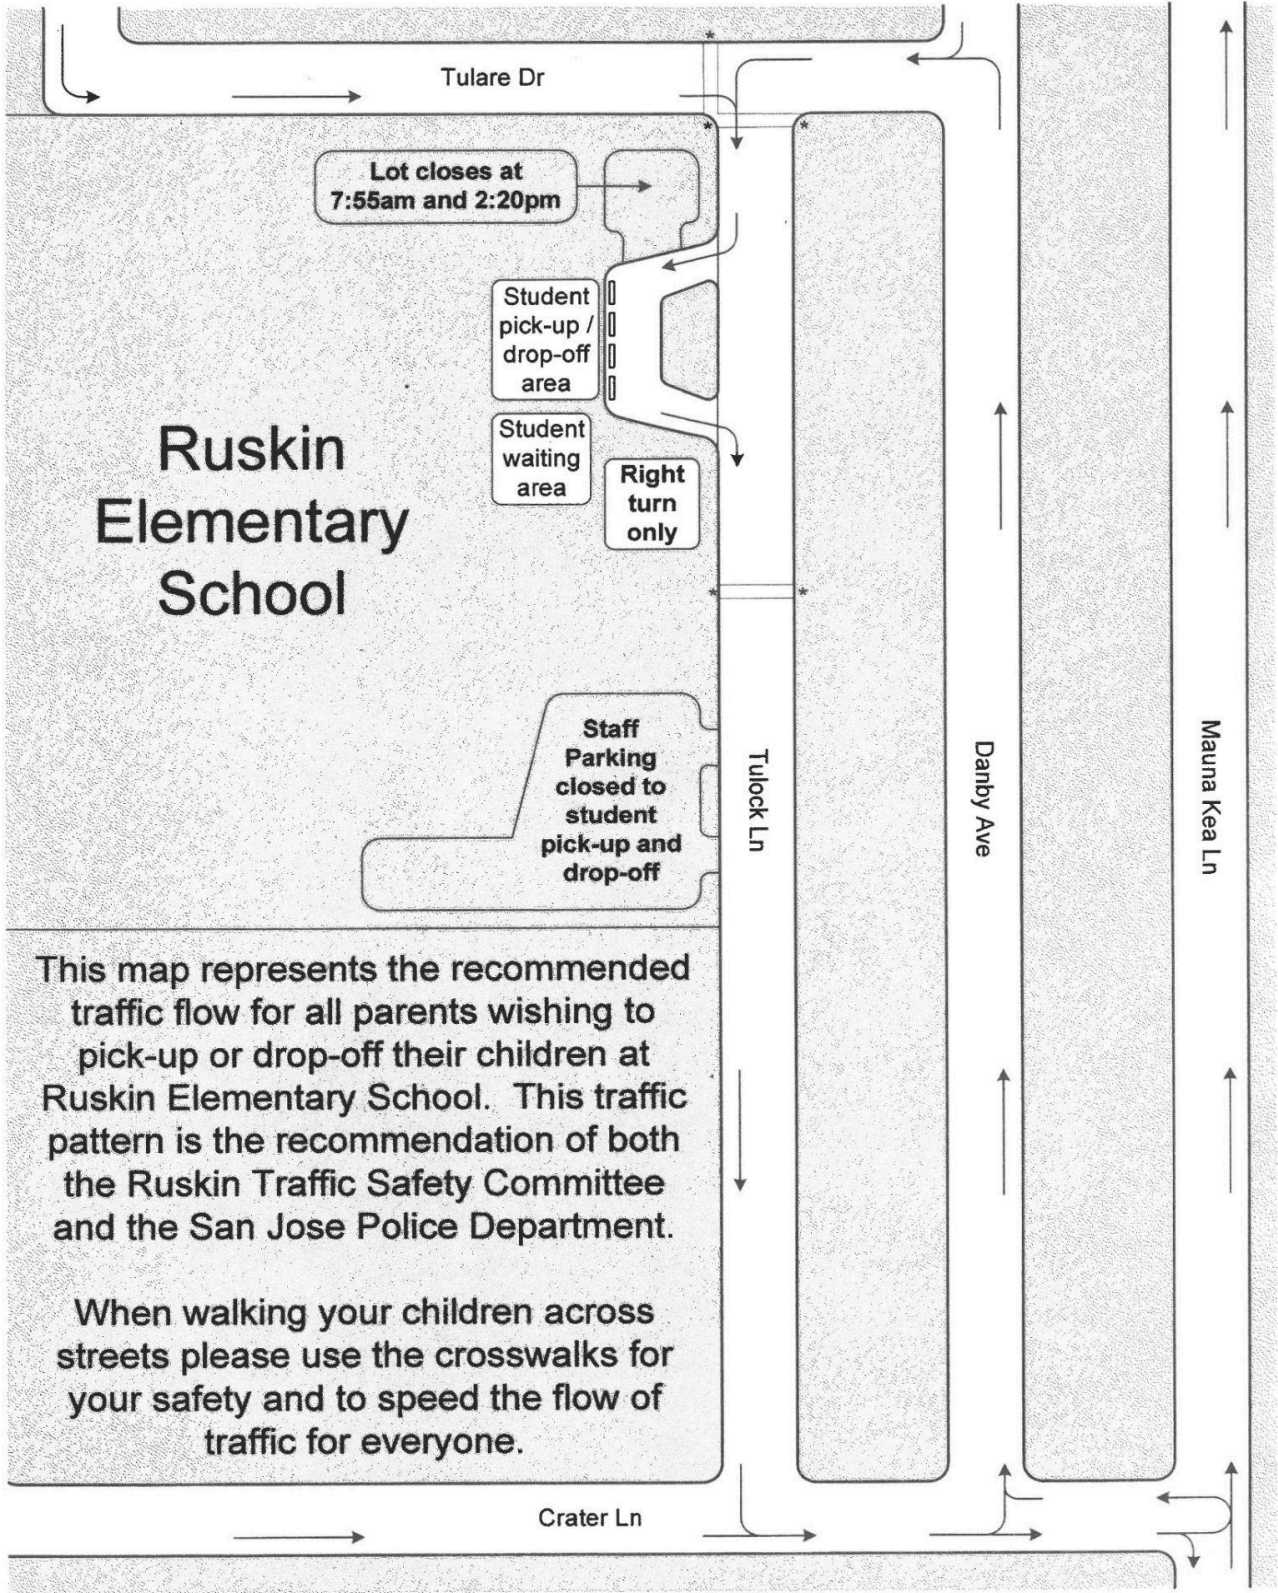 Tulare Dr
Lot closes at
7:55am and 2:20pm
Student
pick-up /
drop-off
area
Student
waiting
area
Right
turn
only
Ruskin
Elementary
School
Staff
Parking
closed to
student
pick-up and
drop-off
Tulock Ln
Danby Ave
Mauna Kea Ln
This map represents the recommended
traffic flow for all parents wishing to
pick-up or drop-off their children at
Ruskin Elementary School.  This traffic
pattern is the recommendation of both
the Ruskin Traffic Safety Committee
and the San Jose Police Department.
When walking your children across
streets please use the crosswalks for
your safety and to speed the flow of
traffic for everyone.
Crater Ln